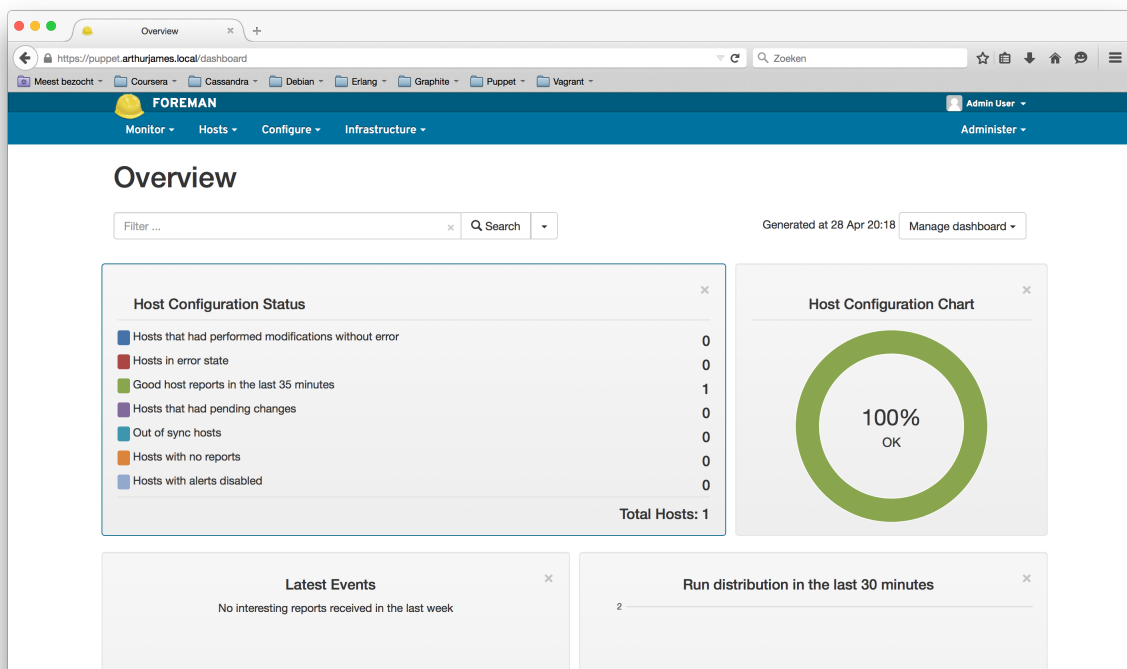 Overview
https://puppet.arthurjames.local/dashboard
Zoeken
Meest bezocht Coursera Cassandra Debian Erlang Graphite Puppet Vagrant
FOREMAN
Admin User
Monitor Hosts Configure Infrastructure Administer
Overview
Filter ... Search
Generated at 28 Apr 20:18 Manage dashboard
Host Configuration Status
Hosts that had performed modifications without error 0
Hosts in error state 0
Good host reports in the last 35 minutes 1
Hosts that had pending changes 0
Out of sync hosts 0
Hosts with no reports 0
Hosts with alerts disabled 0
Total Hosts: 1
Host Configuration Chart
100%
OK
Latest Events
No interesting reports received in the last week
Run distribution in the last 30 minutes
2